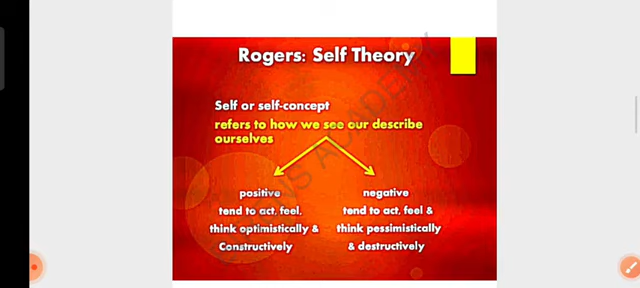 Rogers: Self Theory
Self or self-concept
refers to how we see our describe
ourselves
positive
tend to act, feel,
think optimistically &
Constructively
negative
tend to act, feel &
think pessimistically
& destructively